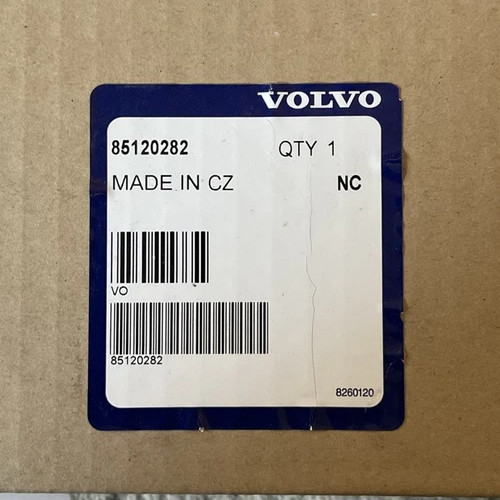 VOLVO
85120282 QTY 1
MADE IN CZ NC
VO
85120282
8260120